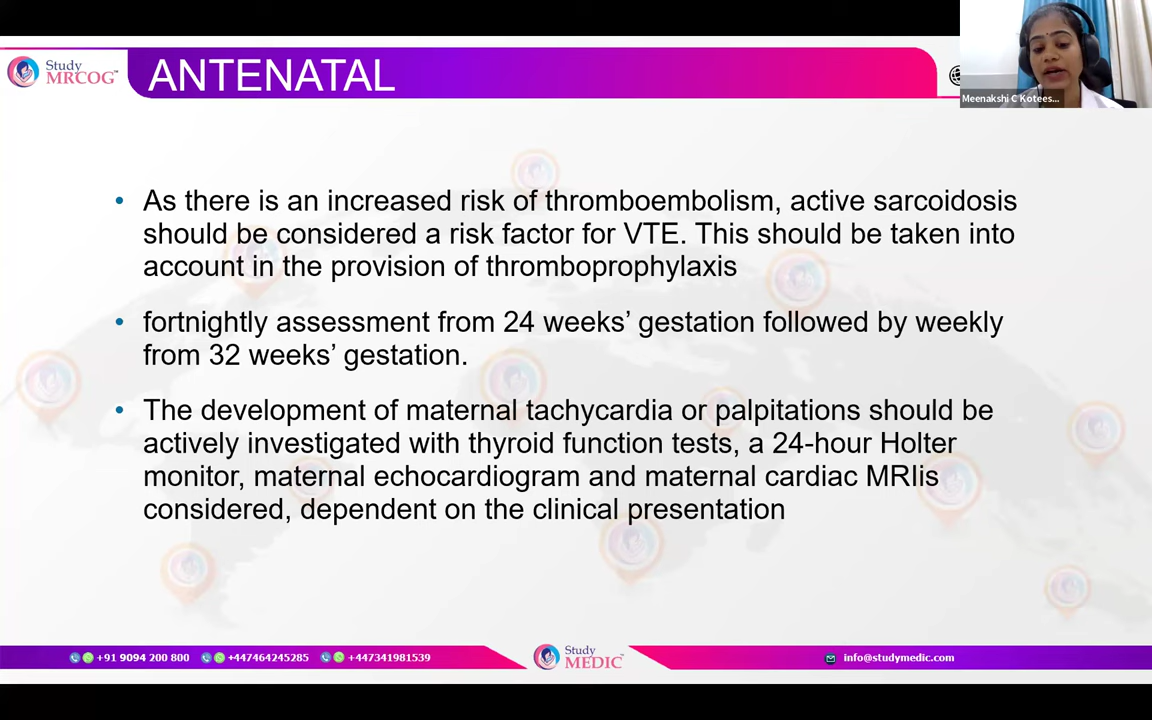 Study
MRCOG™
ANTENATAL
Meenakshi C Kotees...
• As there is an increased risk of thromboembolism, active sarcoidosis
should be considered a risk factor for VTE. This should be taken into
account in the provision of thromboprophylaxis
• fortnightly assessment from 24 weeks’ gestation followed by weekly
from 32 weeks’ gestation.
• The development of maternal tachycardia or palpitations should be
actively investigated with thyroid function tests, a 24-hour Holter
monitor, maternal echocardiogram and maternal cardiac MRIis
considered, dependent on the clinical presentation
+91 9094 200 800 +447464245285 +447341981539
Study
MEDIC™
info@studymedic.com